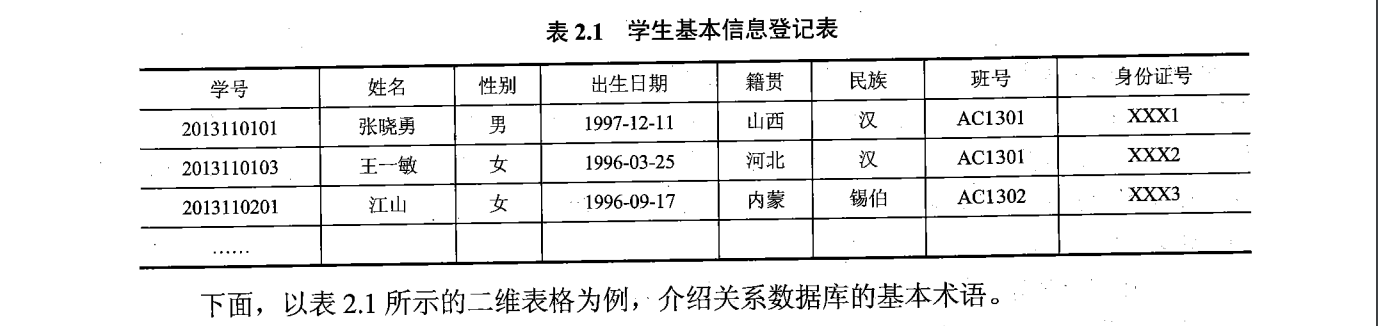 表 2.1 学生基本信息登记表
学号 姓名 性别 出生日期 籍贯 民族 班号 身份证号
2013110101 张晓勇 男 1997-12-11 山西 汉 AC1301 XXX1
2013110103 王一敏 女 1996-03-25 河北 汉 AC1301 XXX2
2013110201 江山 女 1996-09-17 内蒙 锡伯 AC1302 XXX3
……
下面，以表 2.1 所示的二维表格为例，介绍关系数据库的基本术语。